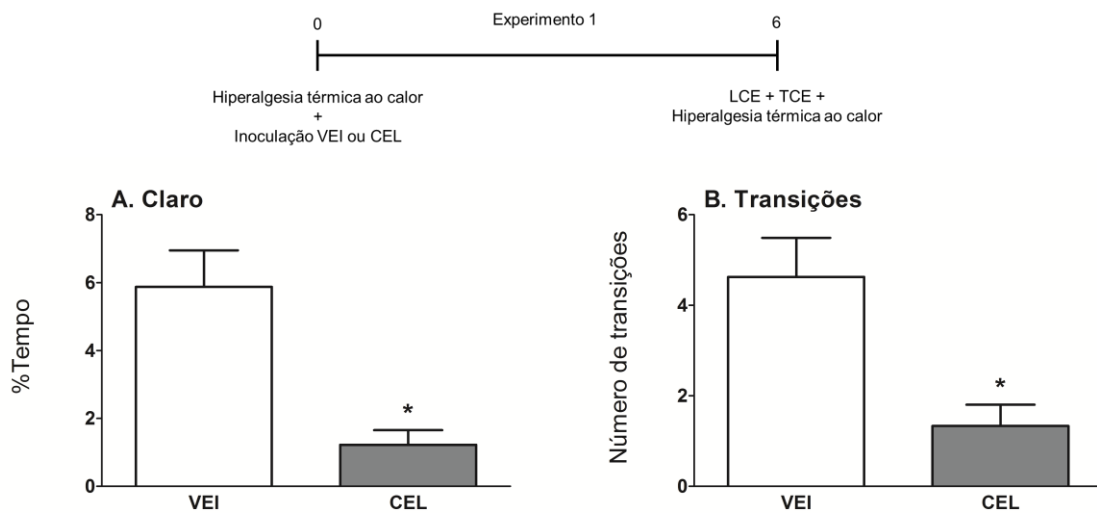 Experimento 1
0
6
Hiperalgesia térmica ao calor
+
Inoculação VEI ou CEL
LCE + TCE +
Hiperalgesia térmica ao calor
A. Claro
%Tempo
8
6
4
2
0
*
VEI
CEL
B. Transições
Número de transições
6
4
2
0
*
VEI
CEL